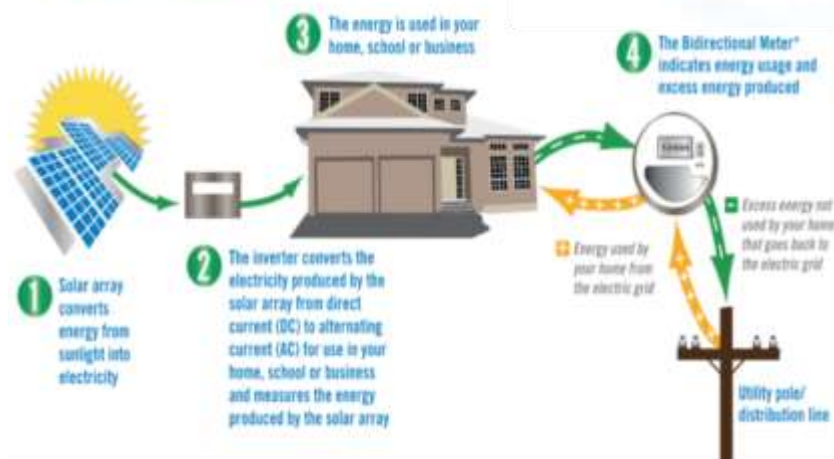 1
Solar array
converts
energy from
sunlight into
electricity
2
The inverter converts the
electricity produced by the
solar array from direct
current (DC) to alternating
current (AC) for use in your
home, school or business
and measures the energy
produced by the solar array
3
The energy is used in your
home, school or business
4
The Bidirectional Meter*
indicates energy usage and
excess energy produced
+ Energy used by
your home from
the electric grid
- Excess energy not
used by your home
that goes back to
the electric grid
Utility pole/
distribution line